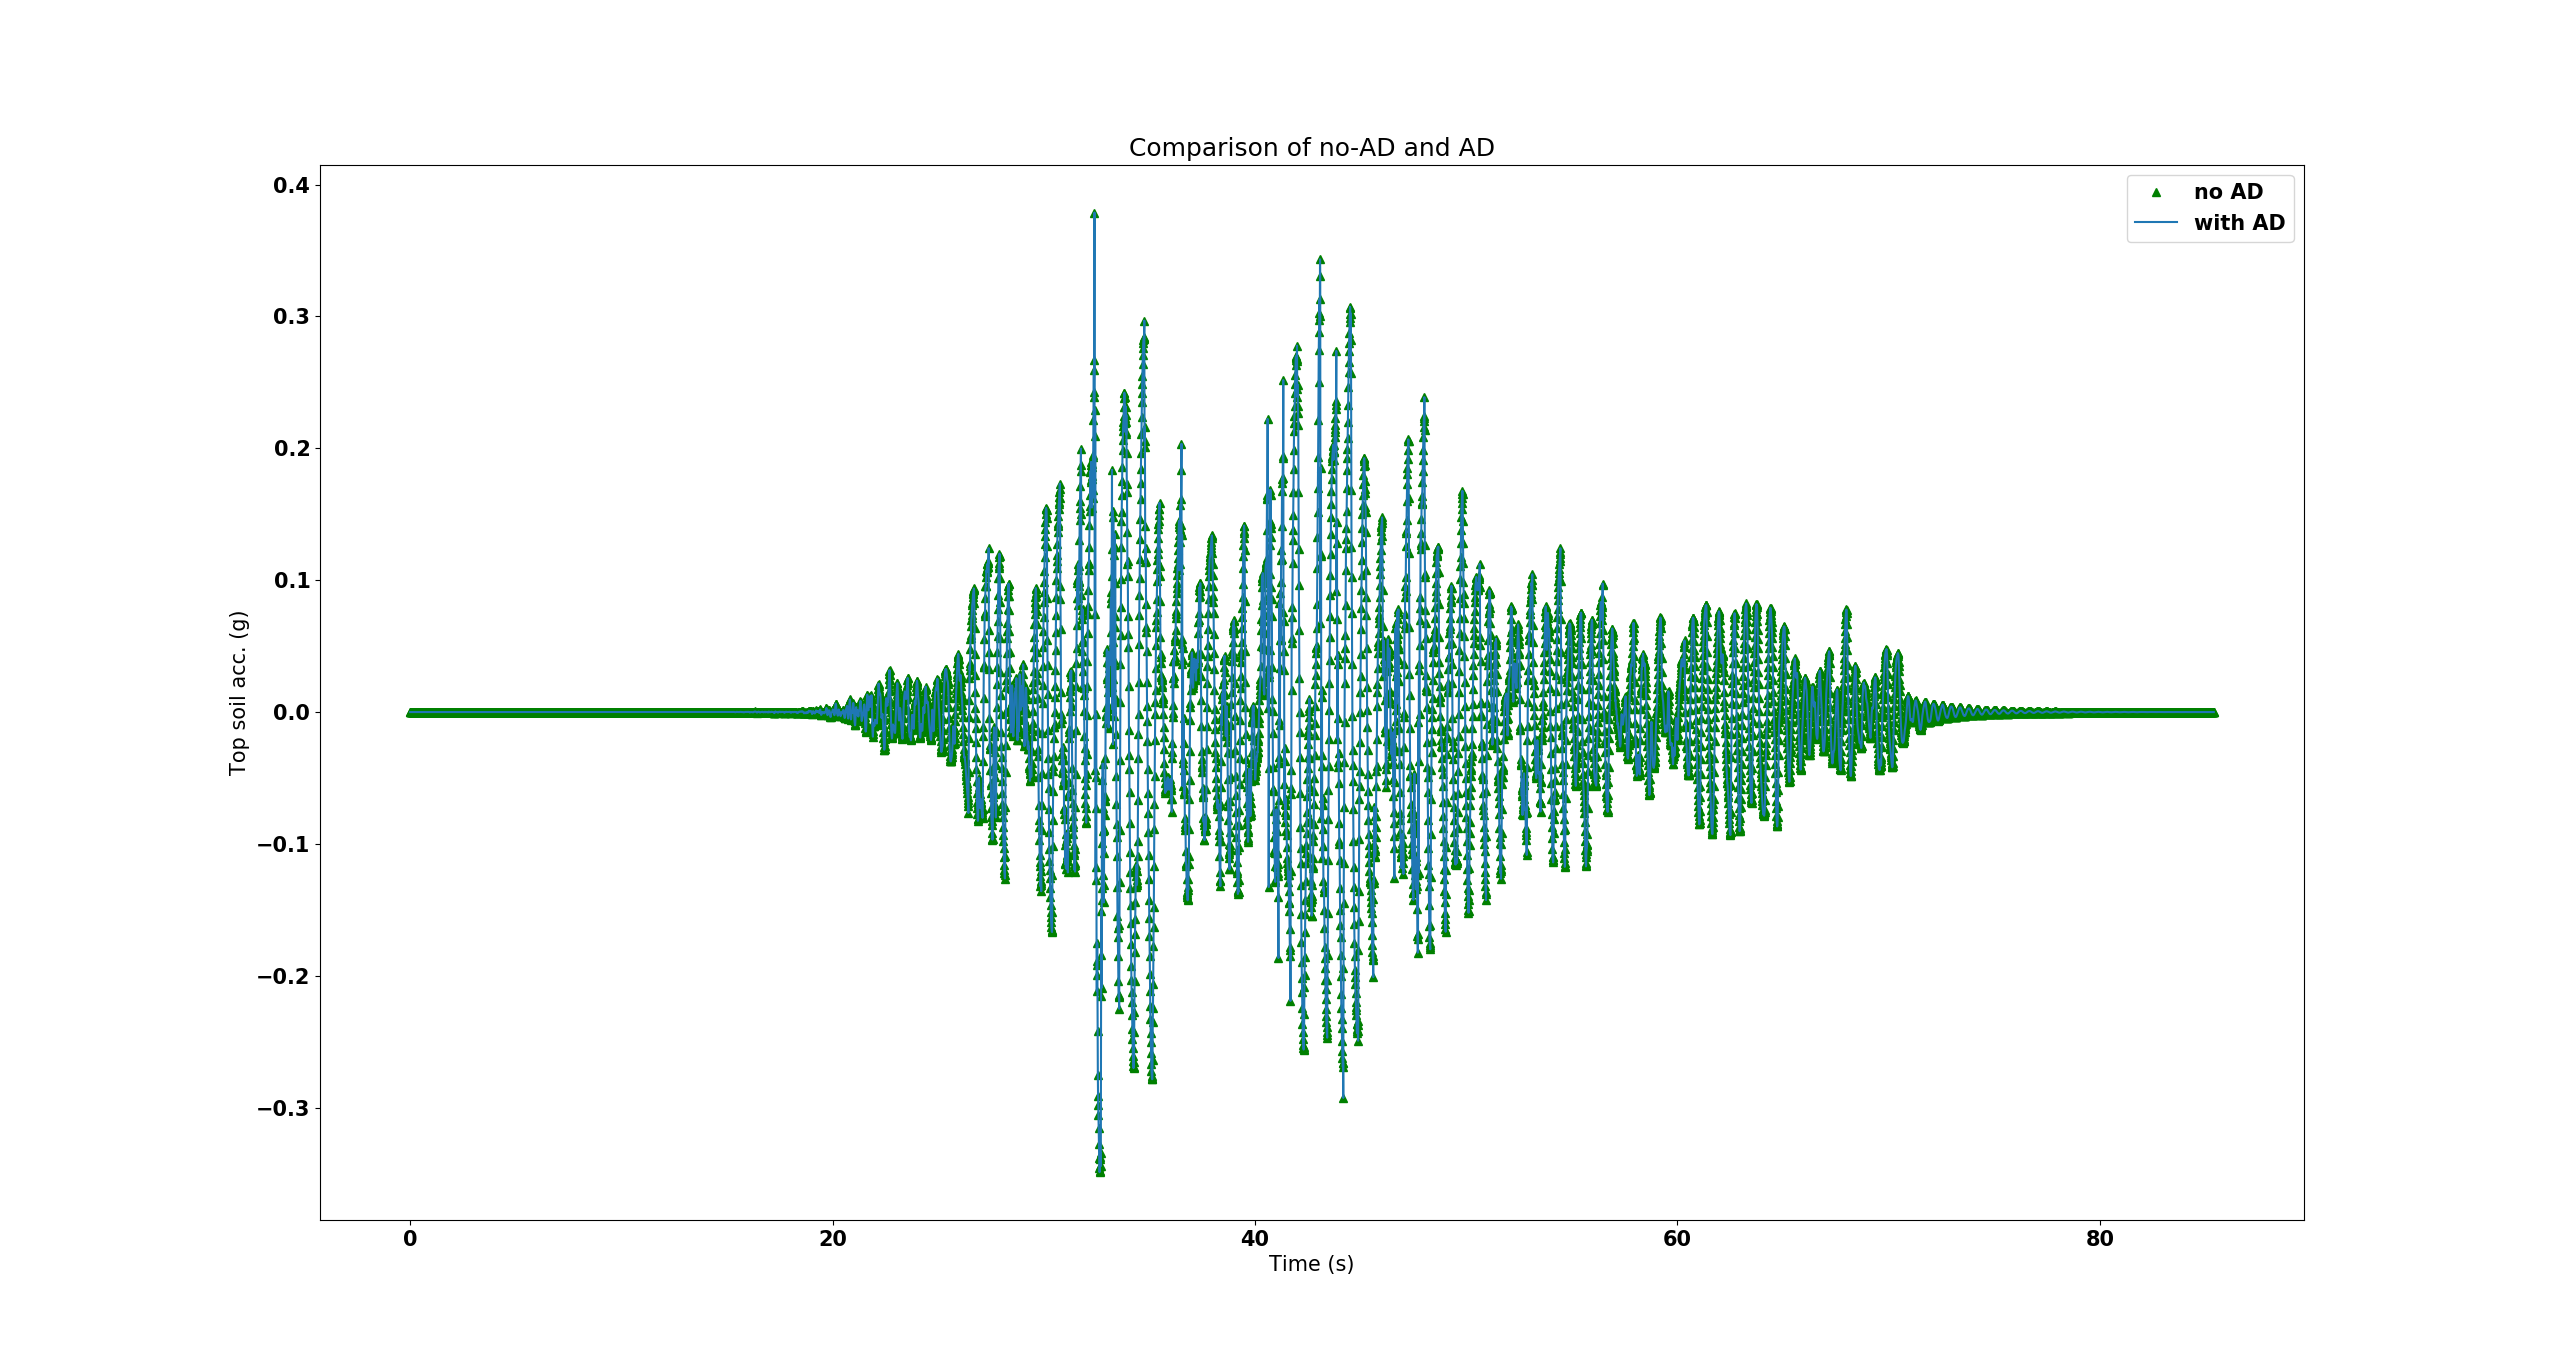 Comparison of no-AD and AD
no AD
with AD
0.4
0.3
0.2
0.1
0.0
−0.1
−0.2
−0.3
Top soil acc. (g)
0 20 40 60 80
Time (s)